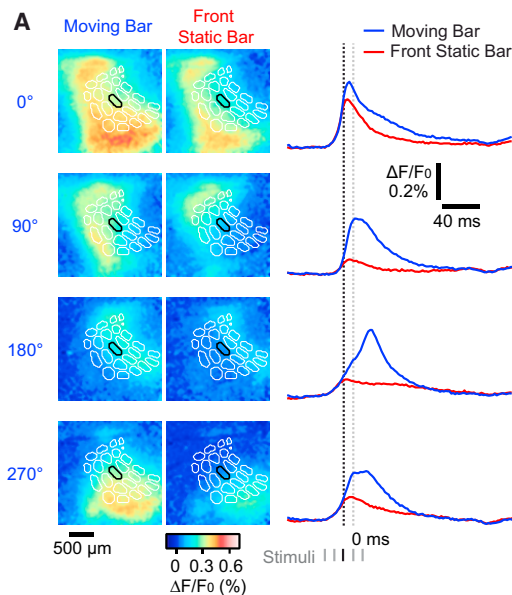 A
Moving Bar
Front Static Bar
Moving Bar
Front Static Bar
0°
ΔF/F0
0.2%
40 ms
90°
180°
270°
500 µm
0 0.3 0.6
ΔF/F0 (%)
0 ms
Stimuli